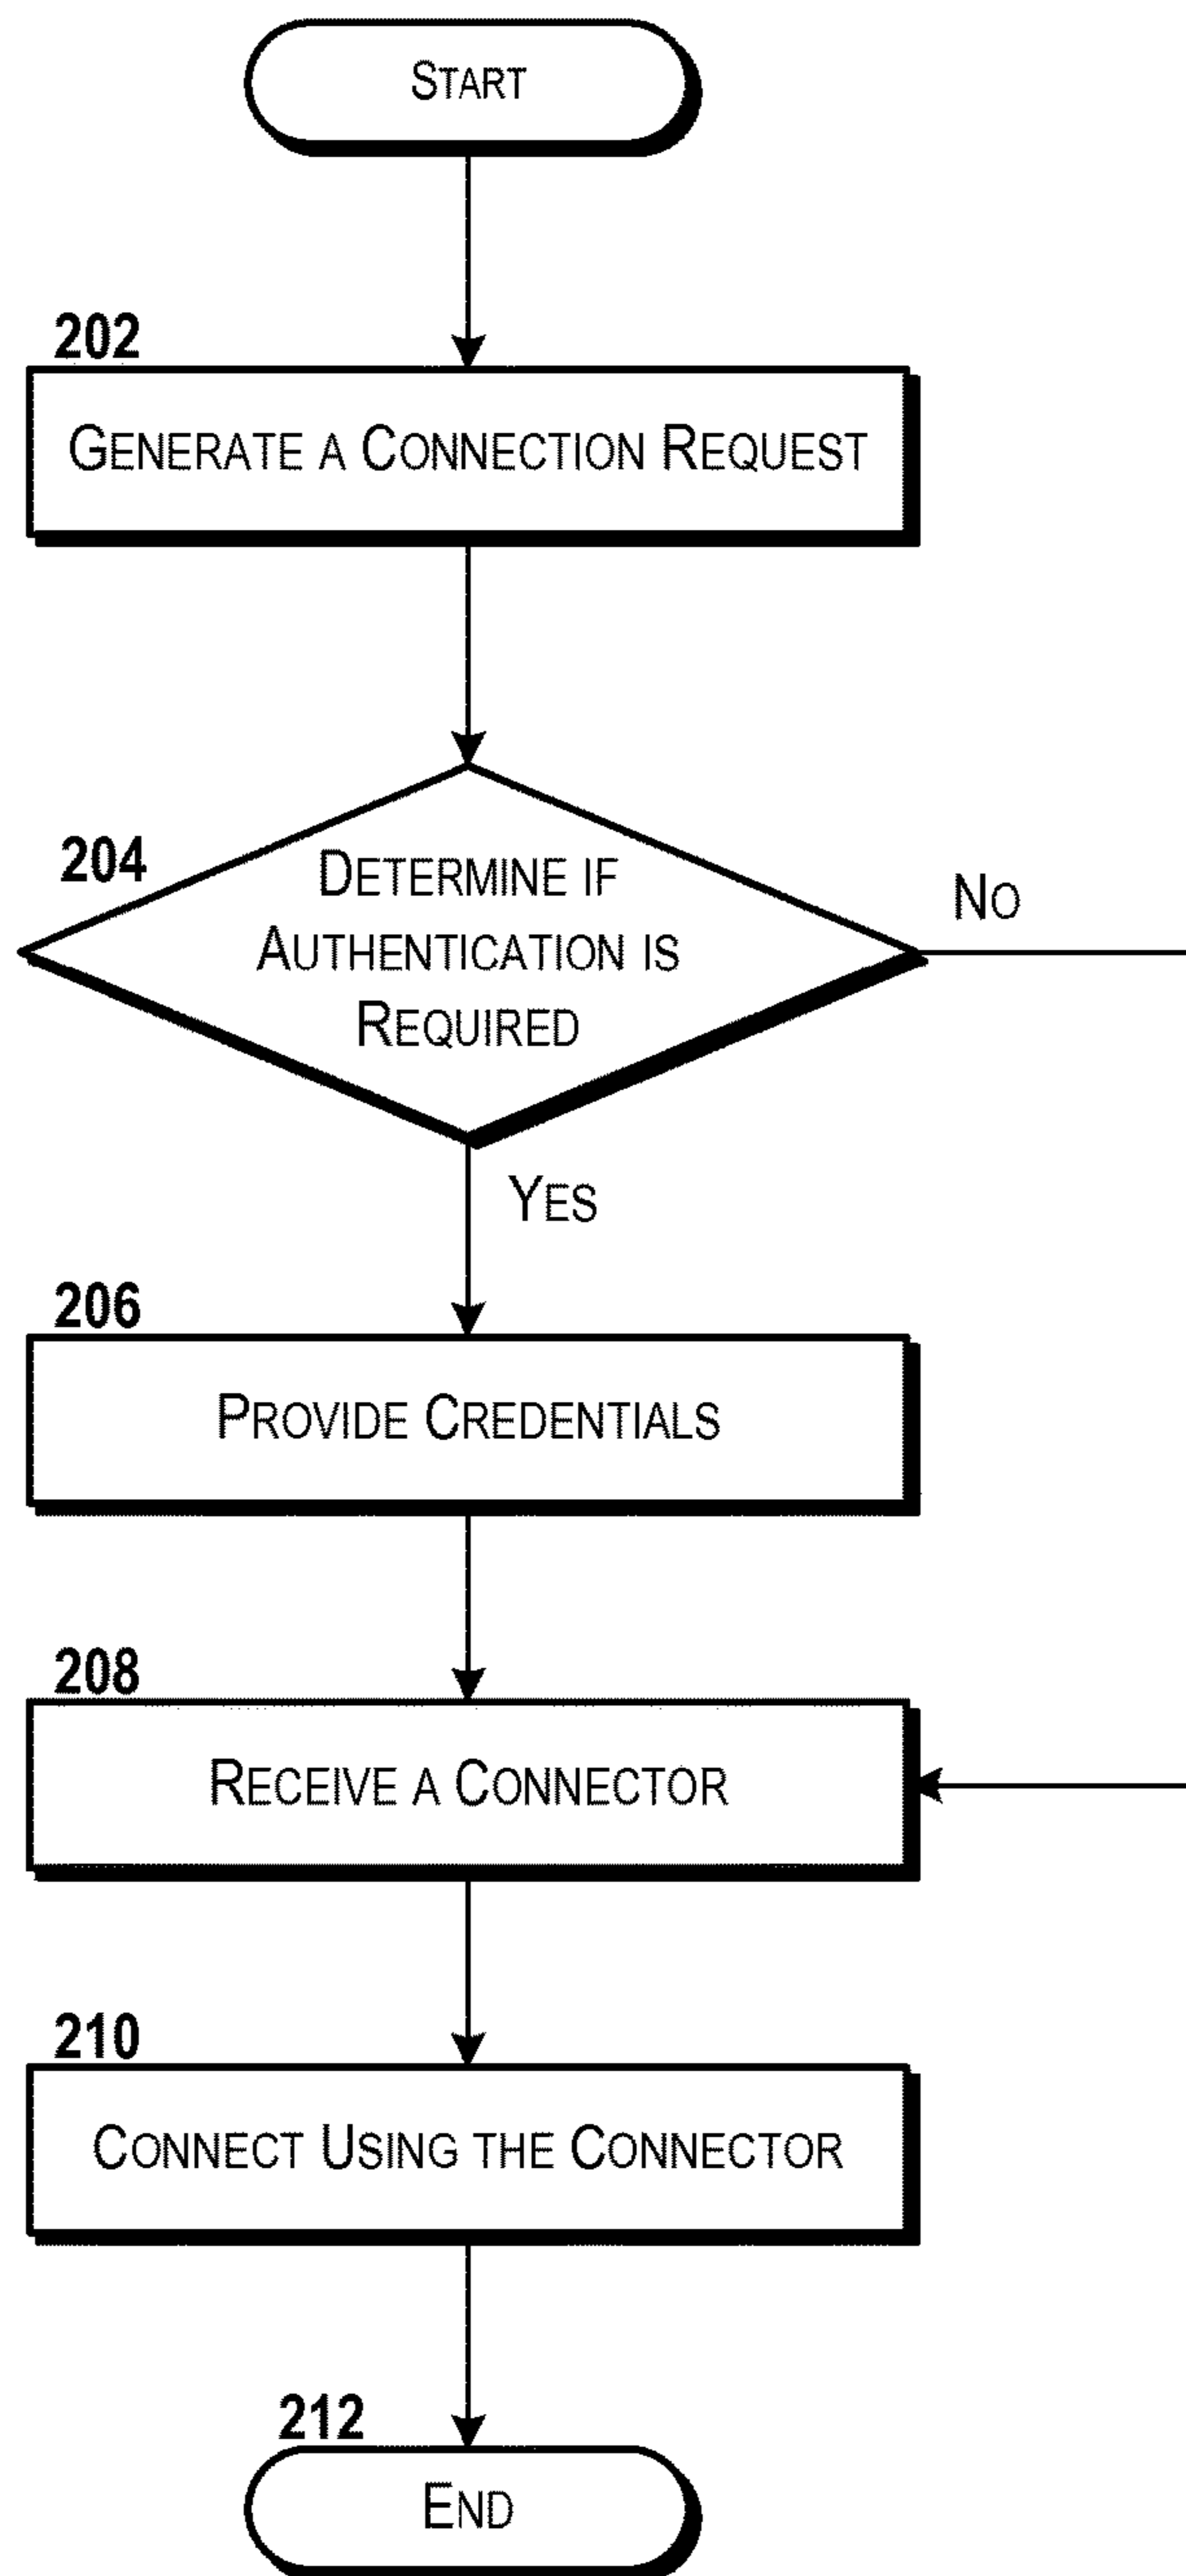 START
202
GENERATE A CONNECTION REQUEST
204
DETERMINE IF
AUTHENTICATION IS
REQUIRED
NO
YES
206
PROVIDE CREDENTIALS
208
RECEIVE A CONNECTOR
210
CONNECT USING THE CONNECTOR
212
END